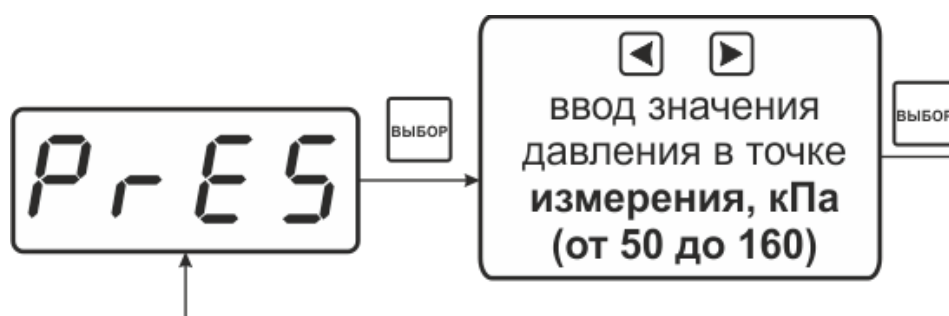 PrES
ВЫБОР
ввод значения
давления в точке
измерения, кПа
(от 50 до 160)
ВЫБОР